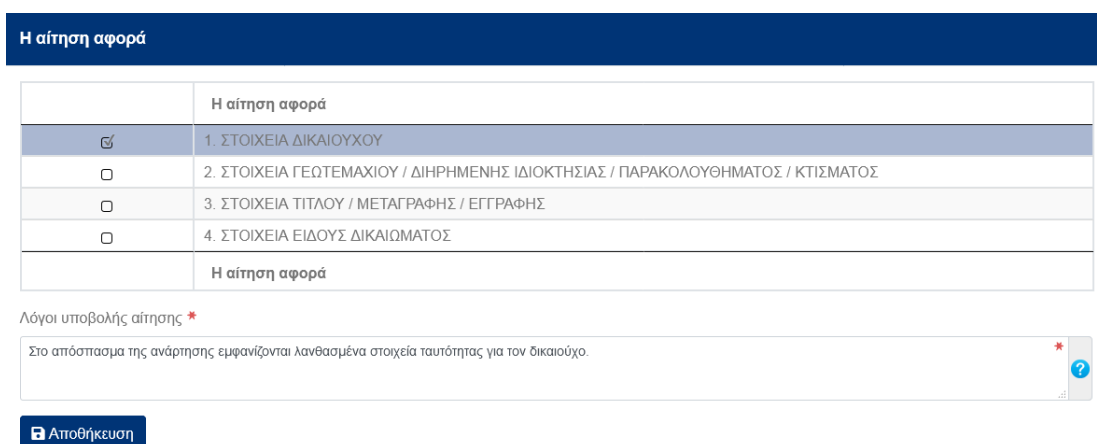 Η αίτηση αφορά
Η αίτηση αφορά
1. ΣΤΟΙΧΕΙΑ ΔΙΚΑΙΟΥΧΟΥ
2. ΣΤΟΙΧΕΙΑ ΓΕΩΤΕΜΑΧΙΟΥ / ΔΙΗΡΗΜΕΝΗΣ ΙΔΙΟΚΤΗΣΙΑΣ / ΠΑΡΑΚΟΛΟΥΘΗΜΑΤΟΣ / ΚΤΙΣΜΑΤΟΣ
3. ΣΤΟΙΧΕΙΑ ΤΙΤΛΟΥ / ΜΕΤΑΓΡΑΦΗΣ / ΕΓΓΡΑΦΗΣ
4. ΣΤΟΙΧΕΙΑ ΕΙΔΟΥΣ ΔΙΚΑΙΩΜΑΤΟΣ
Η αίτηση αφορά
Λόγοι υποβολής αίτησης *
Στο απόσπασμα της ανάρτησης εμφανίζονται λανθασμένα στοιχεία ταυτότητας για τον δικαιούχο. *
?
Αποθήκευση